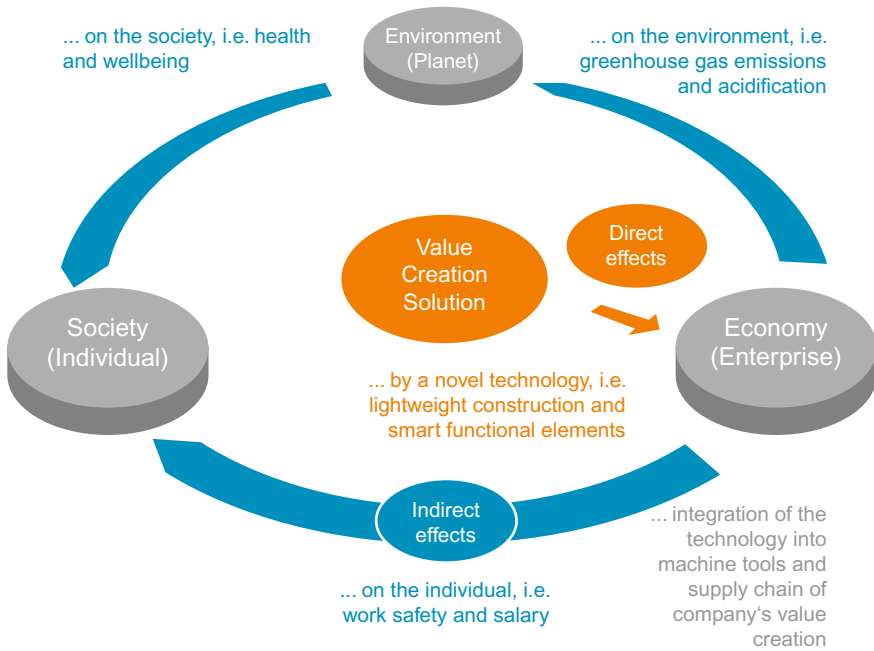 ... on the society, i.e. health
and wellbeing
Environment
(Planet)
... on the environment, i.e.
greenhouse gas emissions
and acidification
Value
Creation
Solution
Direct
effects
Society
(Individual)
Economy
(Enterprise)
... by a novel technology, i.e.
lightweight construction and
smart functional elements
Indirect
effects
... on the individual, i.e.
work safety and salary
... integration of the
technology into
machine tools and
supply chain of
company‘s value
creation